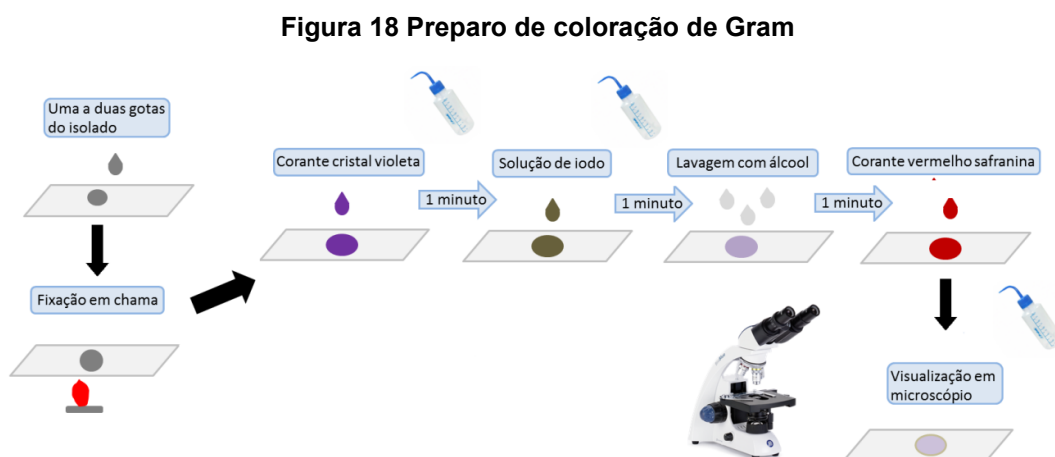 Figura 18 Preparo de coloração de Gram
Uma a duas gotas
do isolado
Fixação em chama
Corante cristal violeta
1 minuto
Solução de iodo
1 minuto
Lavagem com álcool
1 minuto
Corante vermelho safranina
Visualização em
microscópio